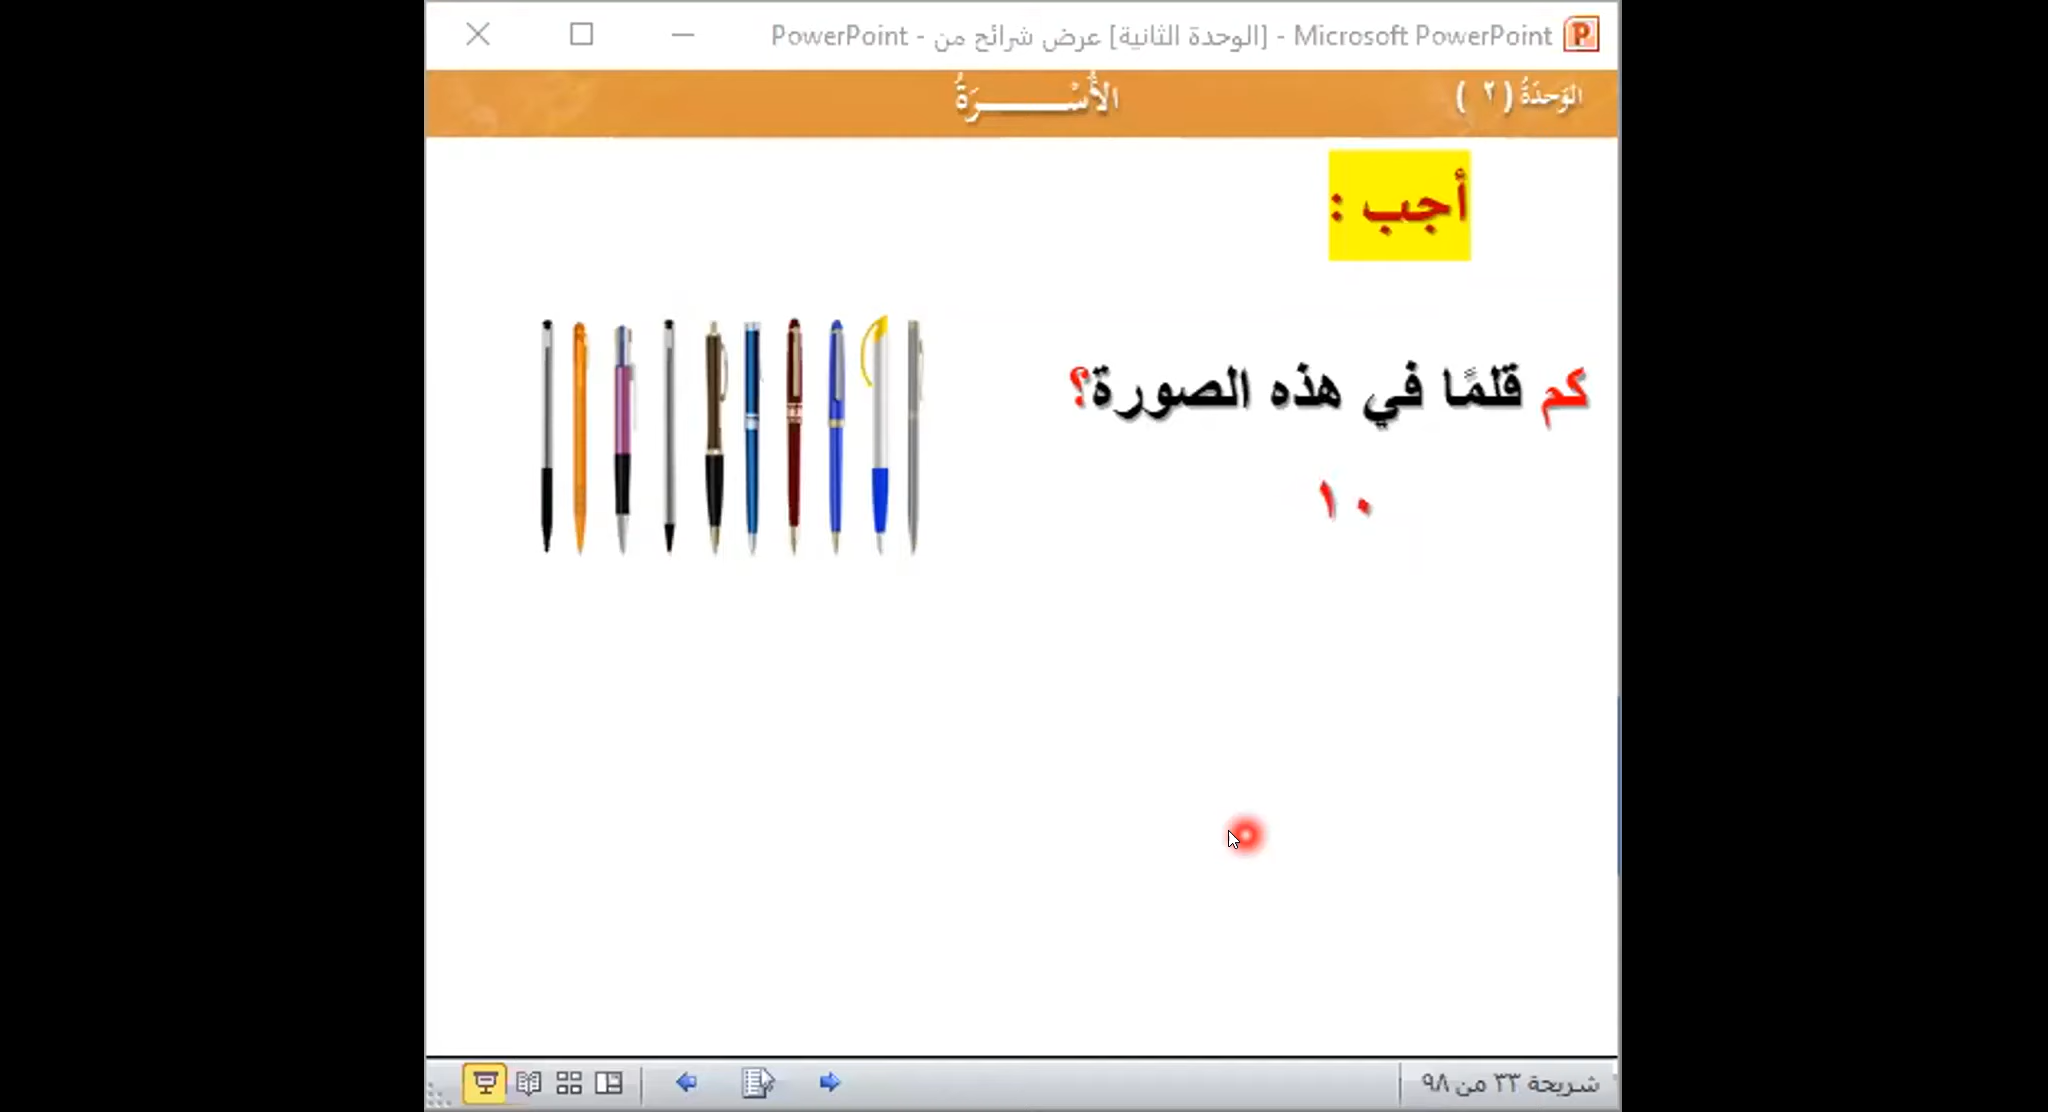 PowerPoint - [الوحدة الثانية] عرض شرائح من - Microsoft PowerPoint
الوَحدَةُ ( ٢ )
الأُسْـــــــرَةُ
أجب :
كم قلمًا في هذه الصورة؟
١٠
شريحة ٣٣ من ٩٨